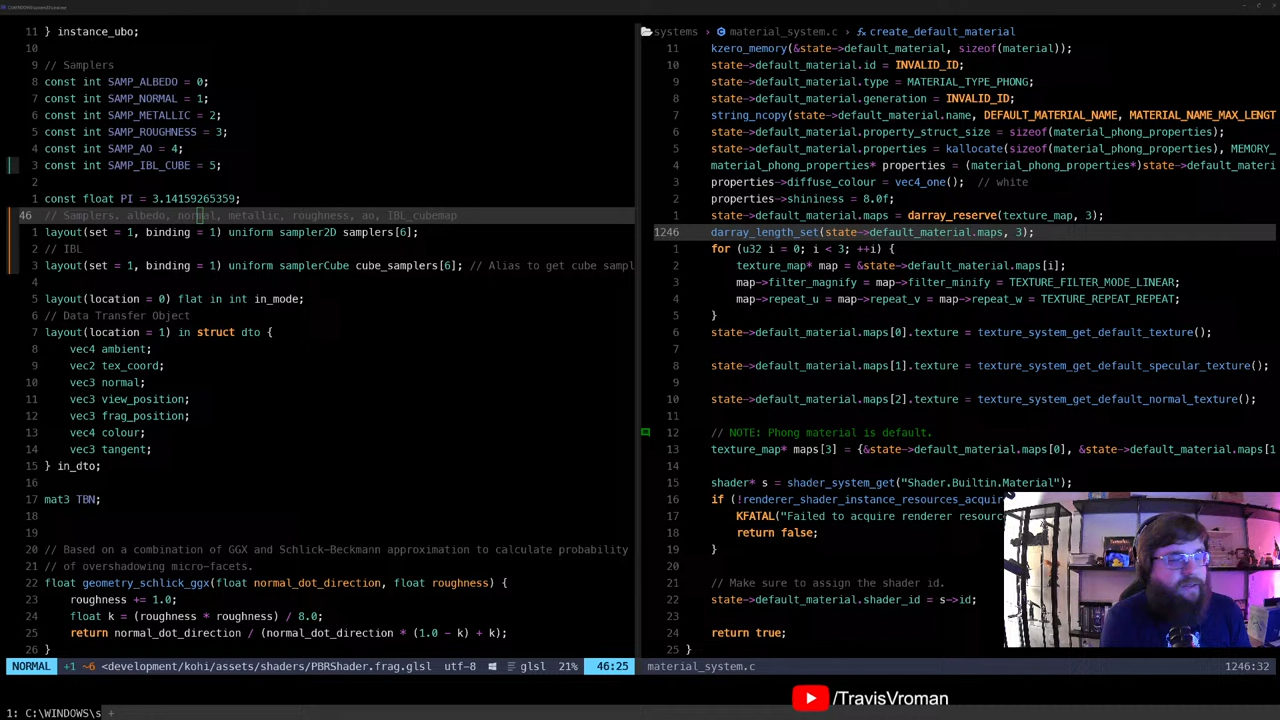 C:\WINDOWS\s
11 } instance_ubo;
10
9 // Samplers
8 const int SAMP_ALBEDO = 0;
7 const int SAMP_NORMAL = 1;
6 const int SAMP_METALLIC = 2;
5 const int SAMP_ROUGHNESS = 3;
4 const int SAMP_AO = 4;
3 const int SAMP_IBL_CUBE = 5;
2
1 const float PI = 3.14159265359;
46 // Samplers. albedo, normal, metallic, roughness, ao, IBL_cubemap
1 layout(set = 1, binding = 1) uniform sampler2D samplers[6];
2 // IBL
3 layout(set = 1, binding = 1) uniform samplerCube cube_samplers[6]; // Alias to get cube sampl
4
5 layout(location = 0) flat in int in_mode;
6 // Data Transfer Object
7 layout(location = 1) in struct dto {
8 vec4 ambient;
9 vec2 tex_coord;
10 vec3 normal;
11 vec3 view_position;
12 vec3 frag_position;
13 vec4 colour;
14 vec3 tangent;
15 } in_dto;
16
17 mat3 TBN;
18
19
20 // Based on a combination of GGX and Schlick-Beckmann approximation to calculate probability
21 // of overshadowing micro-facets.
22 float geometry_schlick_ggx(float normal_dot_direction, float roughness) {
23 roughness += 1.0;
24 float k = (roughness * roughness) / 8.0;
25 return normal_dot_direction / (normal_dot_direction * (1.0 - k) + k);
26 }
NORMAL +1 ~6 <development/kohi/assets/shaders/PBRShader.frag.glsl utf-8 glsl 21% 46:25
systems > material_system.c > create_default_material
11 kzero_memory(&state->default_material, sizeof(material));
10 state->default_material.id = INVALID_ID;
9 state->default_material.type = MATERIAL_TYPE_PHONG;
8 state->default_material.generation = INVALID_ID;
7 string_ncopy(state->default_material.name, DEFAULT_MATERIAL_NAME, MATERIAL_NAME_MAX_LENGT
6 state->default_material.property_struct_size = sizeof(material_phong_properties);
5 state->default_material.properties = kallocate(sizeof(material_phong_properties), MEMORY_
4 material_phong_properties* properties = (material_phong_properties*)state->default_materi
3 properties->diffuse_colour = vec4_one(); // white
2 properties->shininess = 8.0f;
1 state->default_material.maps = darray_reserve(texture_map, 3);
1246 darray_length_set(state->default_material.maps, 3);
1 for (u32 i = 0; i < 3; ++i) {
2 texture_map* map = &state->default_material.maps[i];
3 map->filter_magnify = map->filter_minify = TEXTURE_FILTER_MODE_LINEAR;
4 map->repeat_u = map->repeat_v = map->repeat_w = TEXTURE_REPEAT_REPEAT;
5 }
6 state->default_material.maps[0].texture = texture_system_get_default_texture();
7
8 state->default_material.maps[1].texture = texture_system_get_default_specular_texture();
9
10 state->default_material.maps[2].texture = texture_system_get_default_normal_texture();
11
12 // NOTE: Phong material is default.
13 texture_map* maps[3] = {&state->default_material.maps[0], &state->default_material.maps[1
14
15 shader* s = shader_system_get("Shader.Builtin.Material");
16 if (!renderer_shader_instance_resources_acqui
17 KFATAL("Failed to acquire renderer resourc
18 return false;
19 }
20
21 // Make sure to assign the shader id.
22 state->default_material.shader_id = s->id;
23
24 return true;
25 }
material_system.c 1246:32
/TravisVroman
1: C:\WINDOWS\s +